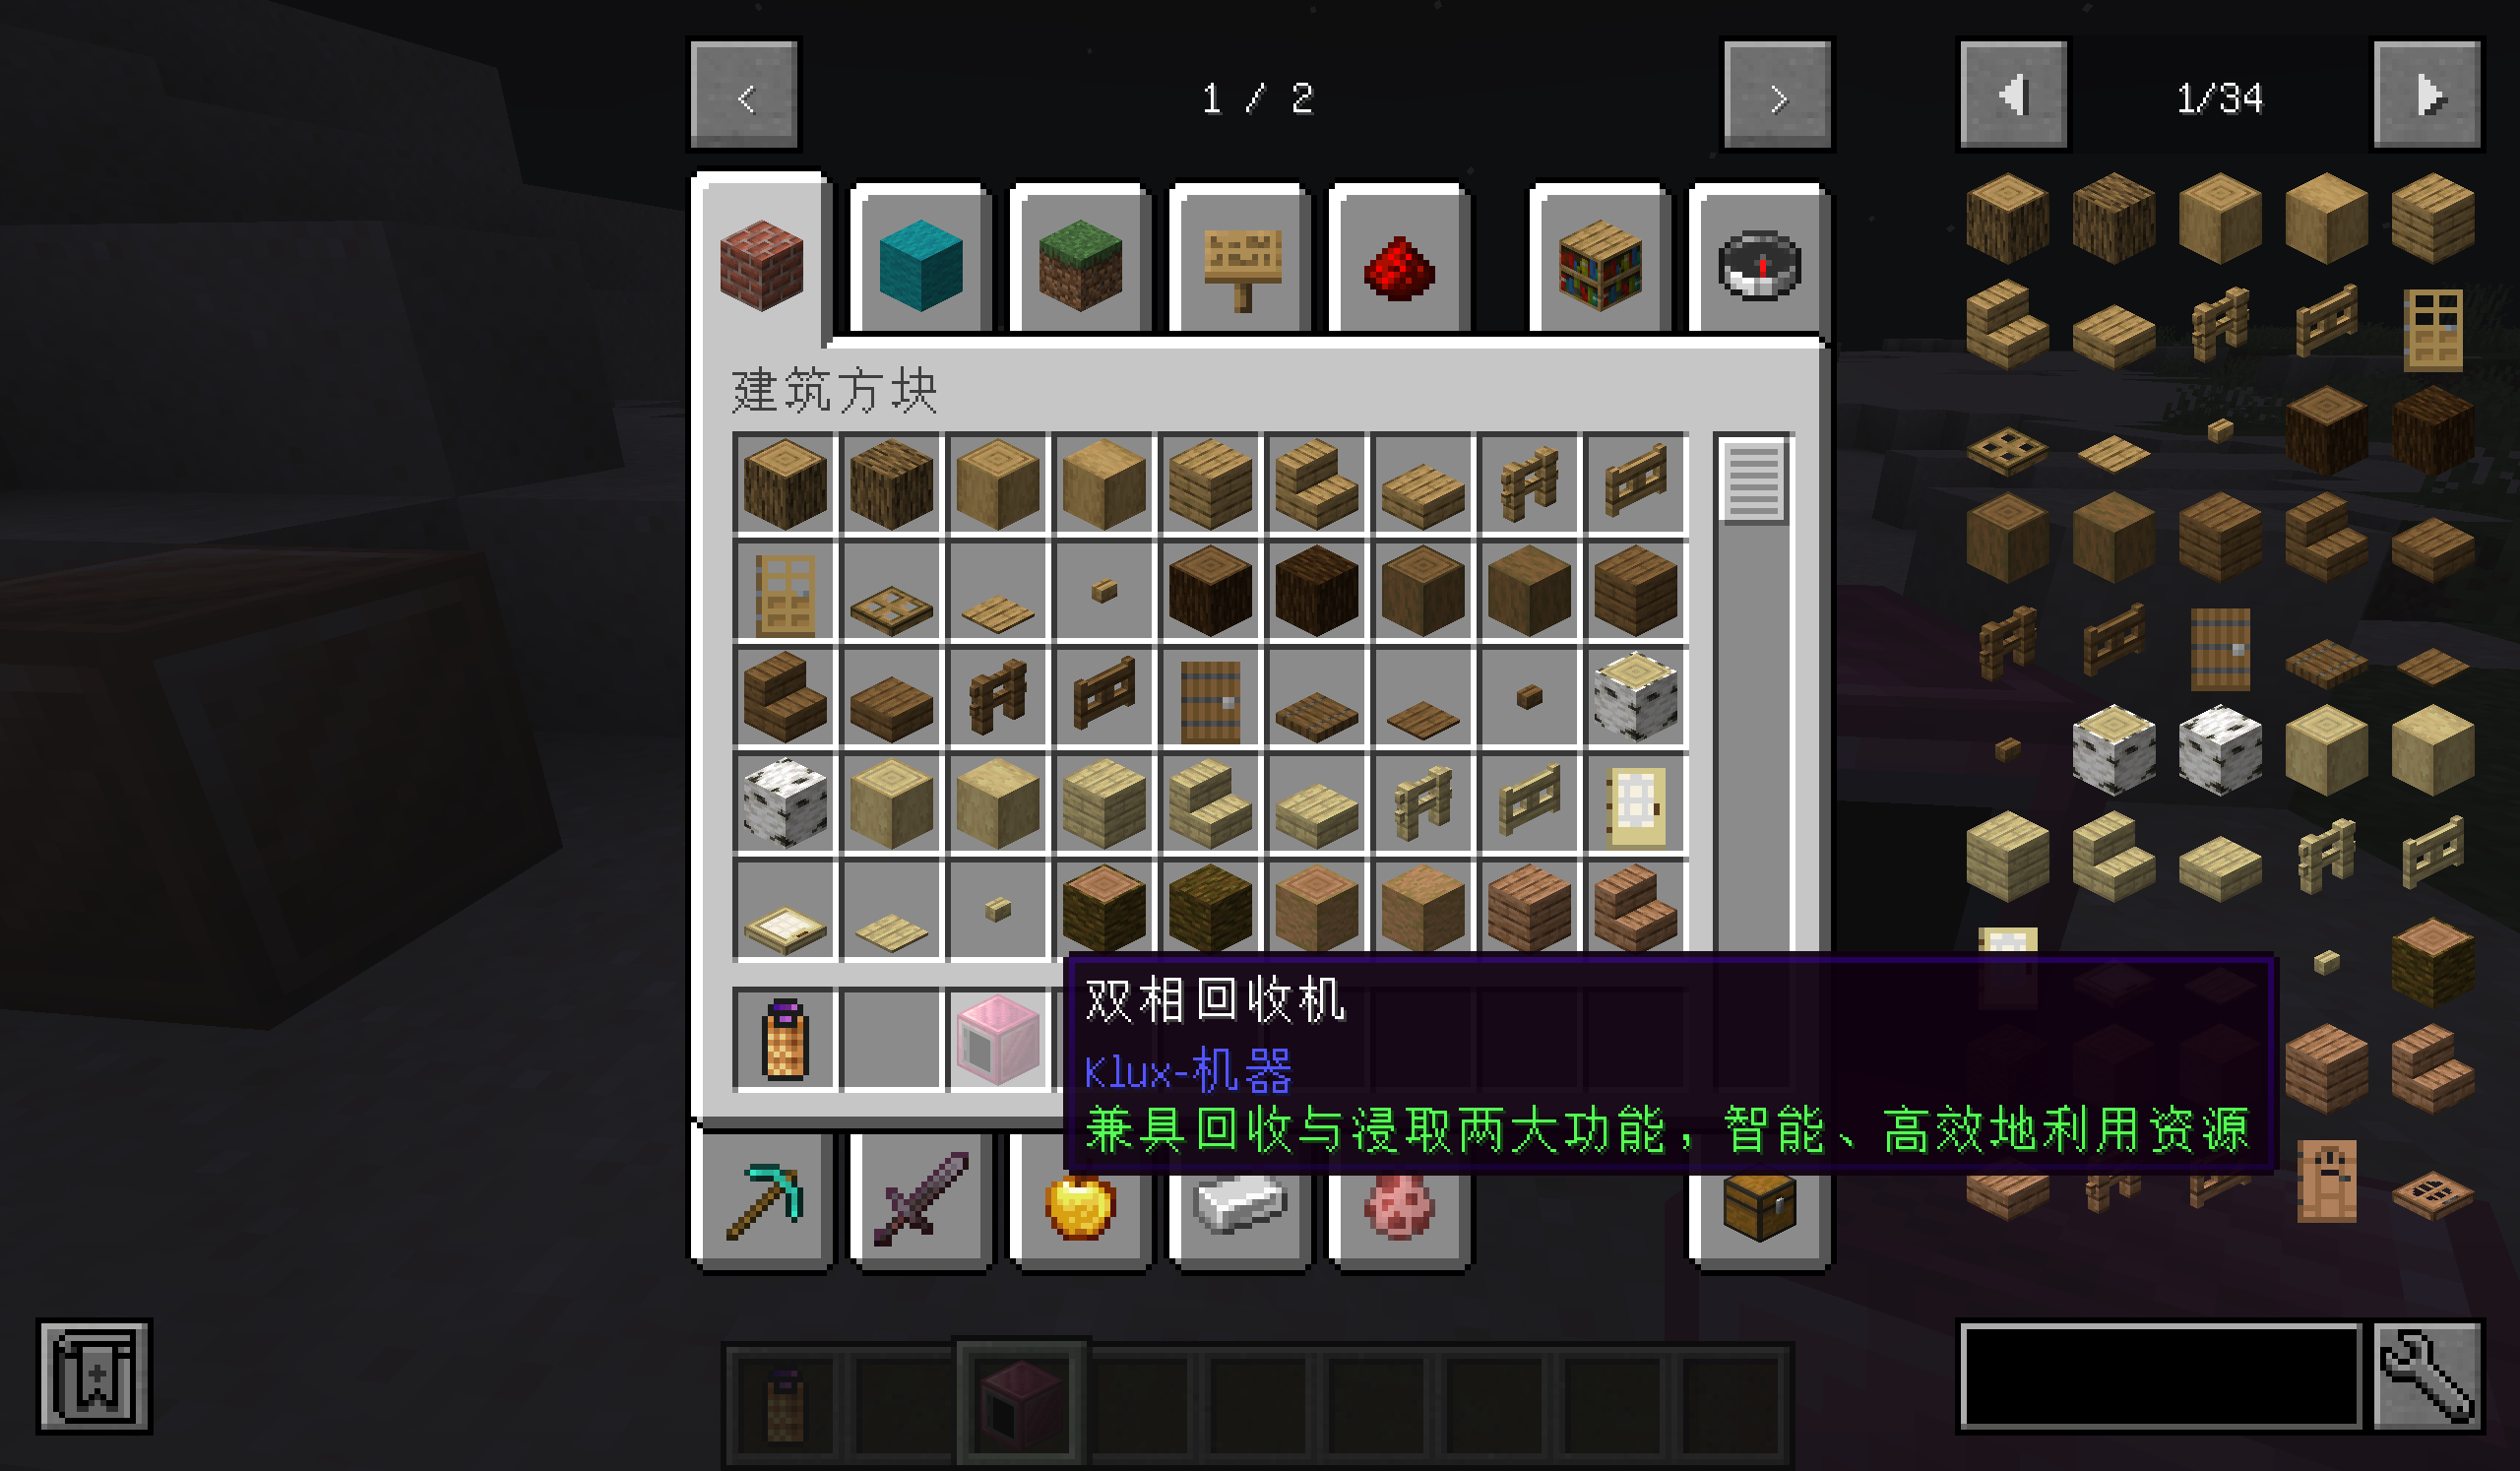 <
1 / 2
>
1/34
建筑方块
双相回收机
Klux-机器
兼具回收与浸取两大功能，智能、高效地利用资源